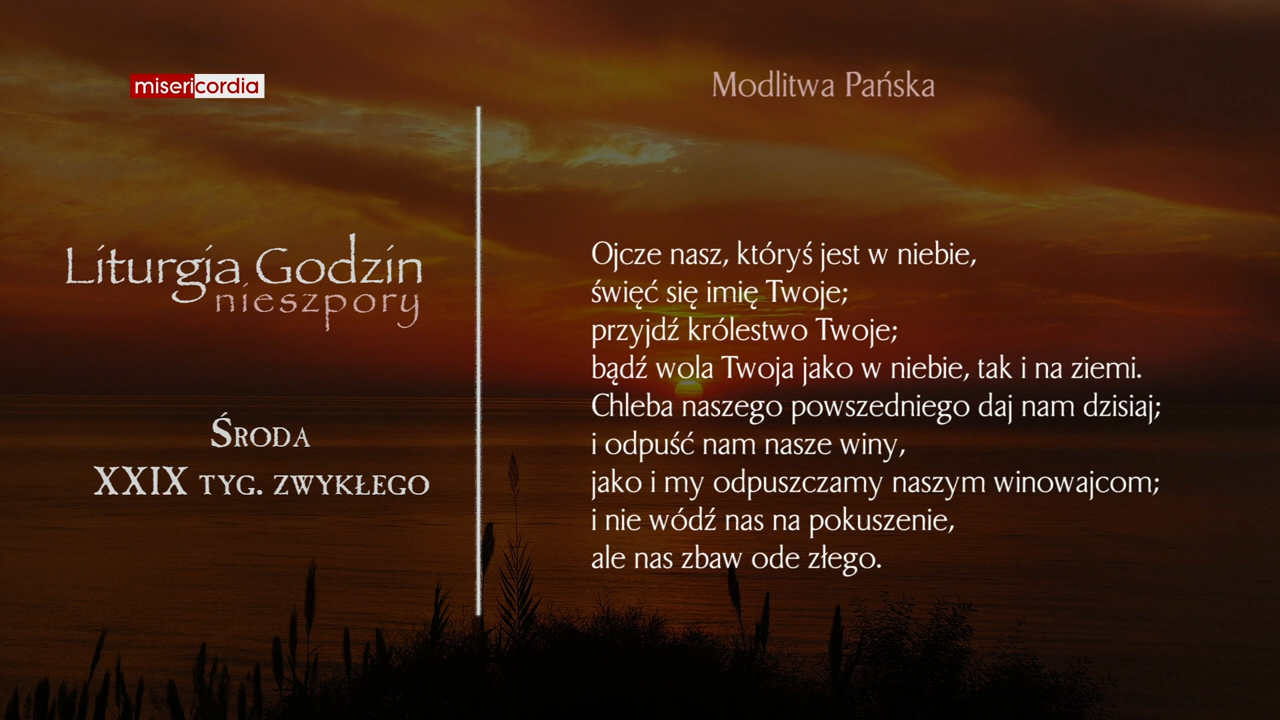 misericordia
Modlitwa Pańska
Liturgia Godzin
nieszpory
Środa
XXIX tyg. zwykłego
Ojcze nasz, któryś jest w niebie,
święć się imię Twoje;
przyjdź królestwo Twoje;
bądź wola Twoja jako w niebie, tak i na ziemi.
Chleba naszego powszedniego daj nam dzisiaj;
i odpuść nam nasze winy,
jako i my odpuszczamy naszym winowajcom;
i nie wódź nas na pokuszenie,
ale nas zbaw ode złego.